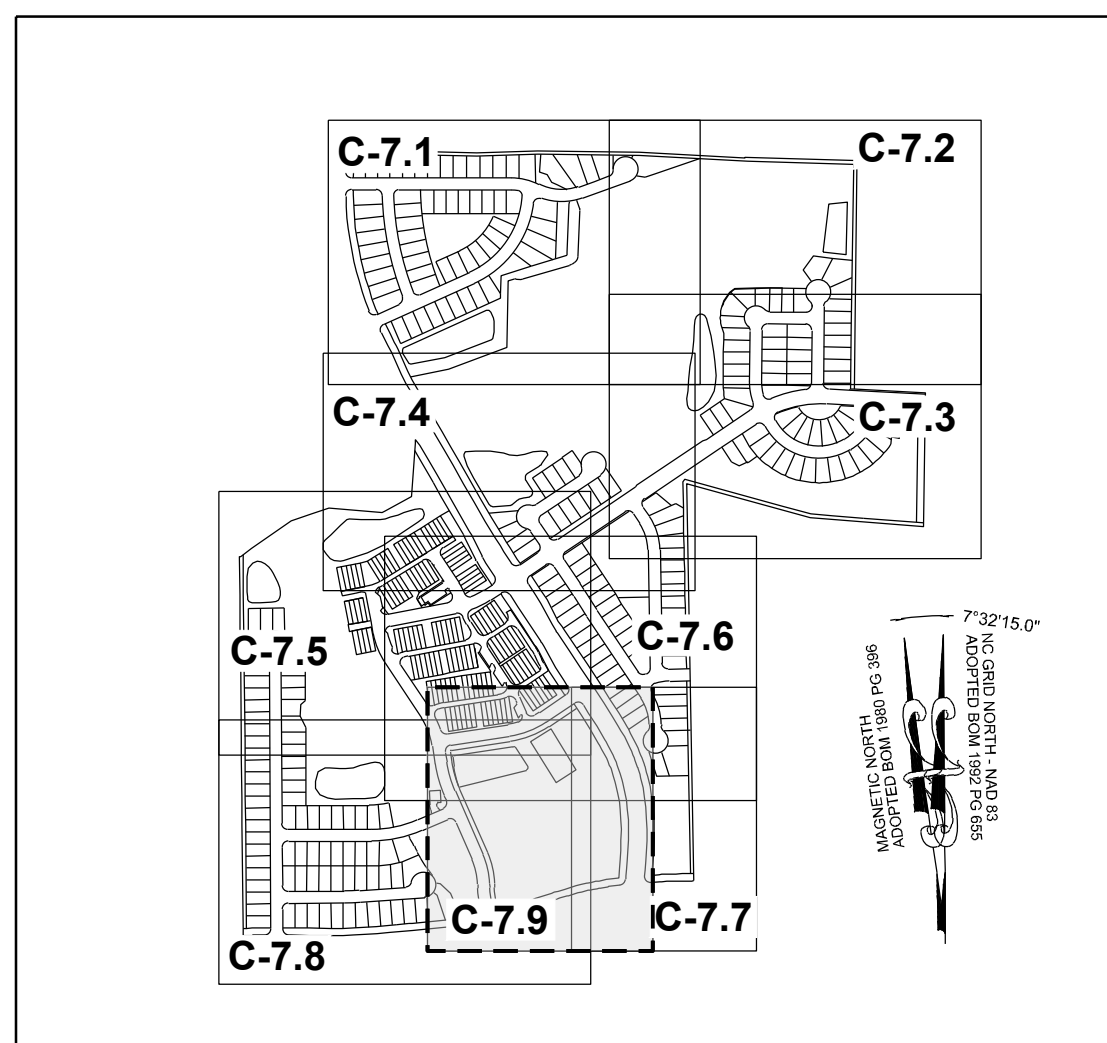 C-7.1
C-7.2
C-7.4
C-7.3
C-7.5
C-7.6
7°32'15.0"
MAGNETIC NORTH
ADOPTED BOM 1980 PG 396
NC GRID NORTH - NAD 83
ADOPTED BOM 1992 PG 655
C-7.9
C-7.7
C-7.8